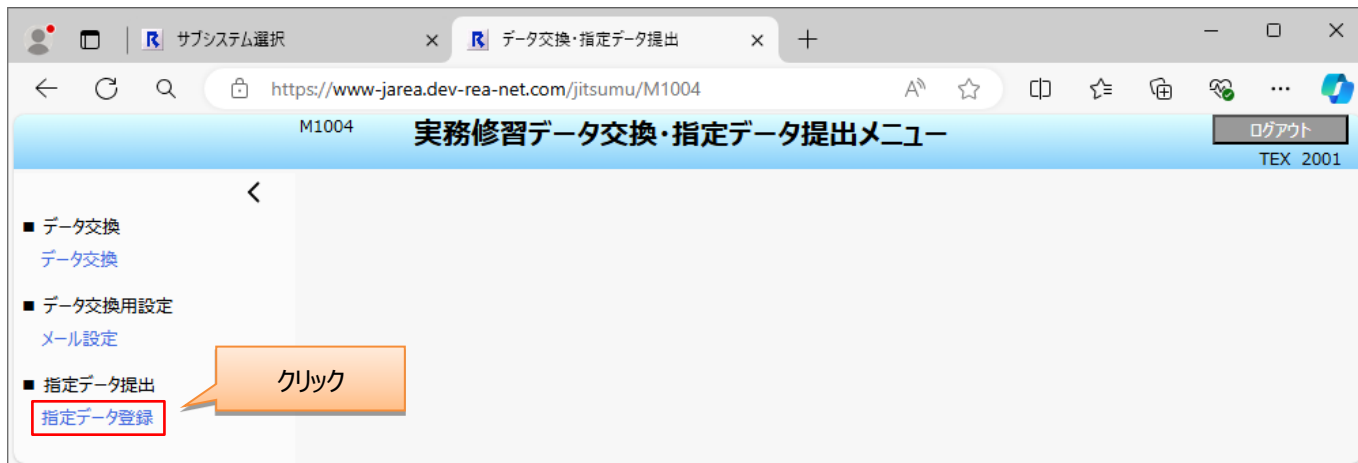 サブシステム選択
データ交換・指定データ提出
https://www-jarea.dev-rea-net.com/jitsumu/M1004
M1004
実務修習データ交換・指定データ提出メニュー
ログアウト
TEX 2001
■ データ交換
データ交換
■ データ交換用設定
メール設定
■ 指定データ提出
クリック
指定データ登録